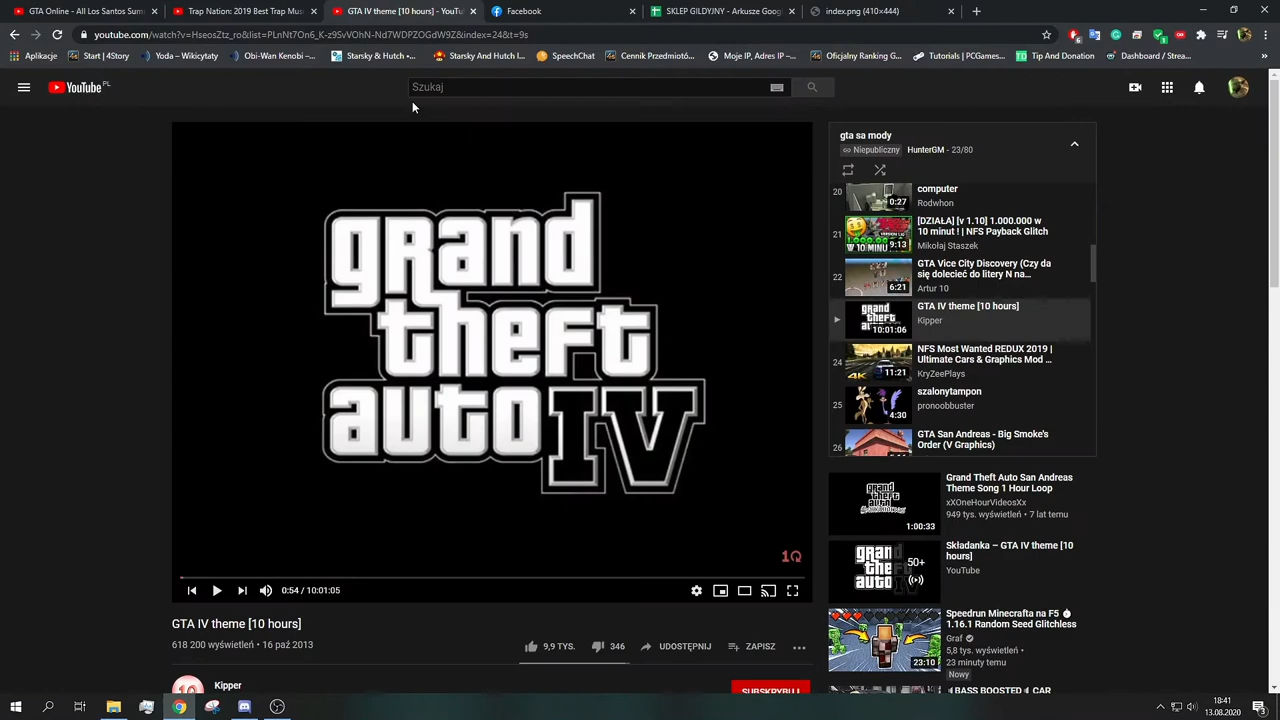 GTA Online - All Los Santos Sum
Trap Nation: 2019 Best Trap Mus
GTA IV theme [10 hours] - YouTu
Facebook
SKLEP GILDYJNY - Arkusze Goog
index.png (410×444)
youtube.com/watch?v=HseosZtz_ro&list=PLnNt7On6_K-z9SvVOhN-Nd7WDPZOGdW9Z&index=24&t=9s
Aplikacje
Start | 4Story
Yoda – Wikicytaty
Obi-Wan Kenobi –...
Starsky & Hutch |...
Starsky And Hutch I...
SpeechChat
Cennik Przedmiotó...
Moje IP, Adres IP –...
Oficjalny Ranking G...
Tutorials | PCGames...
Tip And Donation
Dashboard / Strea...
YouTube PL
Szukaj
grand
theft
auto IV
0:54 / 10:01:05
GTA IV theme [10 hours]
618 200 wyświetleń • 16 paź 2013
9,9 TYS.
346
UDOSTĘPNIJ
ZAPISZ
Kipper
SUBSKRYBUJ
gta sa mody
Niepubliczny
HunterGM - 23/80
20
0:27
computer
Rodwhon
21
9:13
[DZIAŁA] [v 1.10] 1.000.000 w
10 minut ! | NFS Payback Glitch
Mikołaj Staszek
22
6:21
GTA Vice City Discovery (Czy da
się dolecieć do litery N na...
Artur 10
10:01:06
GTA IV theme [10 hours]
Kipper
24
4K
11:21
NFS Most Wanted REDUX 2019 |
Ultimate Cars & Graphics Mod ...
KryZeePlays
25
4:30
szalonytampon
pronoobbuster
26
GTA San Andreas - Big Smoke's
Order (V Graphics)
1:00:33
Grand Theft Auto San Andreas
Theme Song 1 Hour Loop
xXOneHourVideosXx
949 tys. wyświetleń • 7 lat temu
50+
Składanka – GTA IV theme [10
hours]
YouTube
23:10
Speedrun Minecrafta na F5
1.16.1 Random Seed Glitchless
Graf
5,8 tys. wyświetleń •
23 minuty temu
Nowy
BASS BOOSTED CAR
18:41
13.08.2020